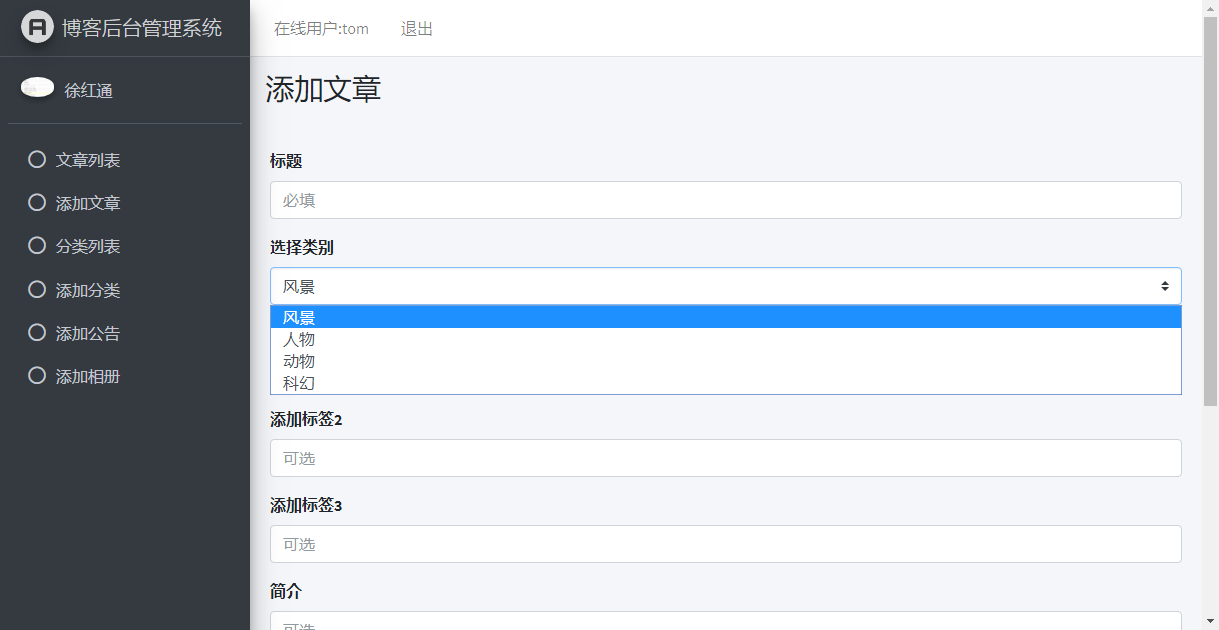 博客后台管理系统
在线用户:tom
退出
徐红通
文章列表
添加文章
分类列表
添加分类
添加公告
添加相册
添加文章
标题
必填
选择类别
风景
风景
人物
动物
科幻
添加标签2
可选
添加标签3
可选
简介
可选